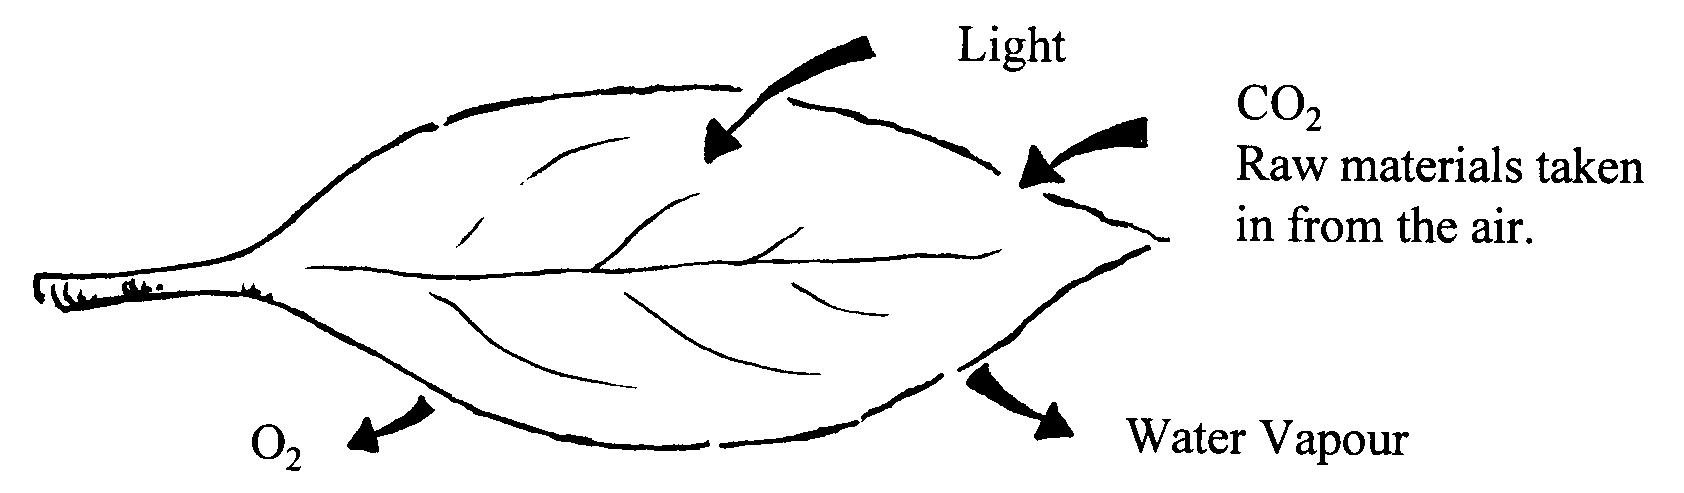 Light
CO₂
Raw materials taken
in from the air.
O₂
Water Vapour